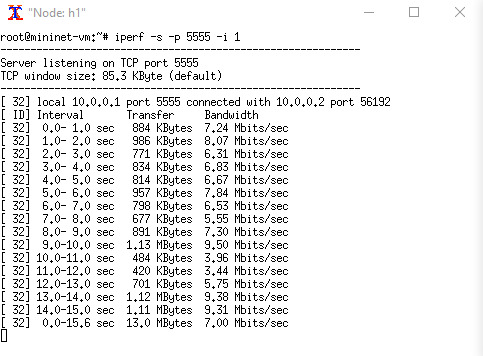 "Node: h1"
root@mininet-vm:~# iperf -s -p 5555 -i 1
------------------------------------------------------------
Server listening on TCP port 5555
TCP window size: 85.3 KByte (default)
------------------------------------------------------------
[ 32] local 10.0.0.1 port 5555 connected with 10.0.0.2 port 56192
[ ID] Interval       Transfer     Bandwidth
[ 32]  0.0- 1.0 sec   884 KBytes  7.24 Mbits/sec
[ 32]  1.0- 2.0 sec   986 KBytes  8.07 Mbits/sec
[ 32]  2.0- 3.0 sec   771 KBytes  6.31 Mbits/sec
[ 32]  3.0- 4.0 sec   834 KBytes  6.83 Mbits/sec
[ 32]  4.0- 5.0 sec   814 KBytes  6.67 Mbits/sec
[ 32]  5.0- 6.0 sec   957 KBytes  7.84 Mbits/sec
[ 32]  6.0- 7.0 sec   798 KBytes  6.53 Mbits/sec
[ 32]  7.0- 8.0 sec   677 KBytes  5.55 Mbits/sec
[ 32]  8.0- 9.0 sec   891 KBytes  7.30 Mbits/sec
[ 32]  9.0-10.0 sec  1.13 MBytes  9.50 Mbits/sec
[ 32] 10.0-11.0 sec   484 KBytes  3.96 Mbits/sec
[ 32] 11.0-12.0 sec   420 KBytes  3.44 Mbits/sec
[ 32] 12.0-13.0 sec   701 KBytes  5.75 Mbits/sec
[ 32] 13.0-14.0 sec  1.12 MBytes  9.38 Mbits/sec
[ 32] 14.0-15.0 sec  1.11 MBytes  9.31 Mbits/sec
[ 32]  0.0-15.6 sec  13.0 MBytes  7.00 Mbits/sec